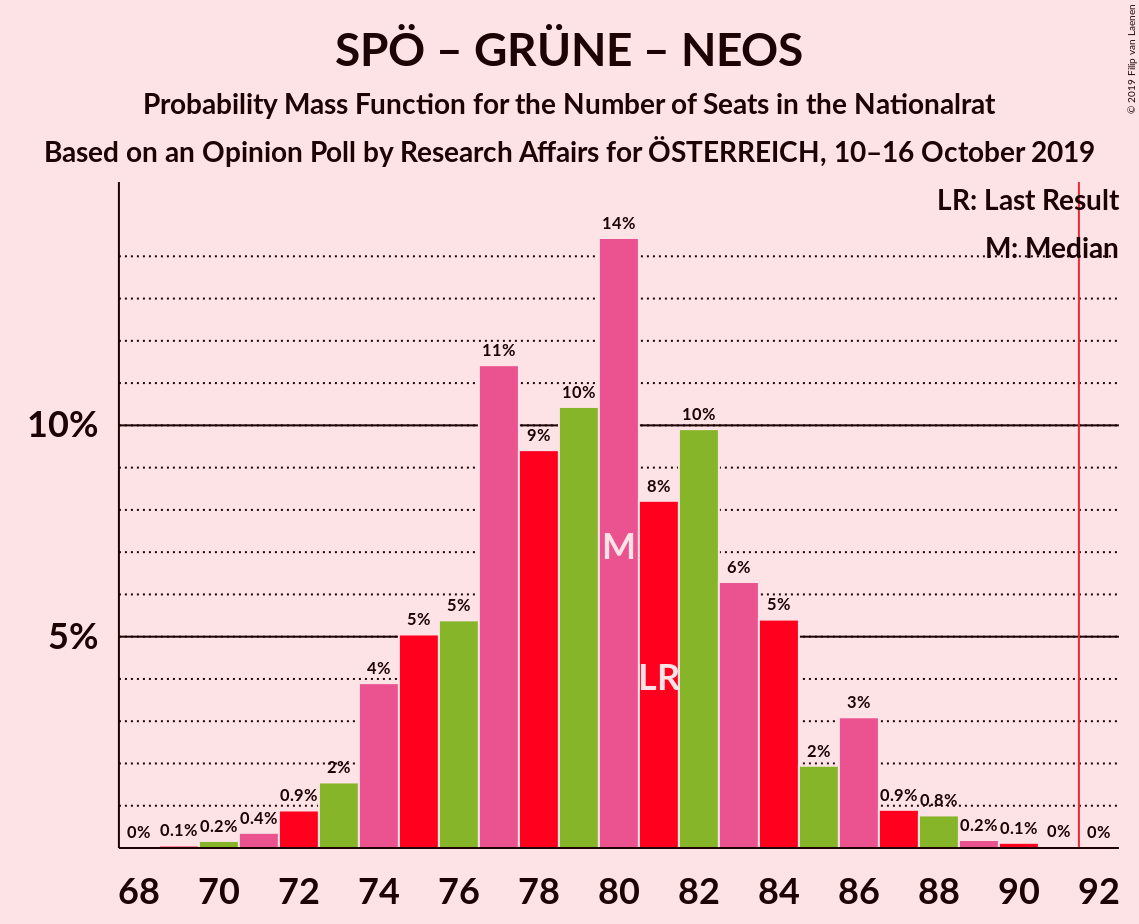 SPÖ – GRÜNE – NEOS
Probability Mass Function for the Number of Seats in the Nationalrat
Based on an Opinion Poll by Research Affairs for ÖSTERREICH, 10–16 October 2019
© 2019 Filip van Laenen
LR: Last Result
M: Median
10%
5%
0% 0.1% 0.2% 0.4% 0.9% 2% 4% 5% 5% 11% 9% 10% 14% 8% 10% 6% 5% 2% 3% 0.9% 0.8% 0.2% 0.1% 0% 0%
M
LR
68 70 72 74 76 78 80 82 84 86 88 90 92